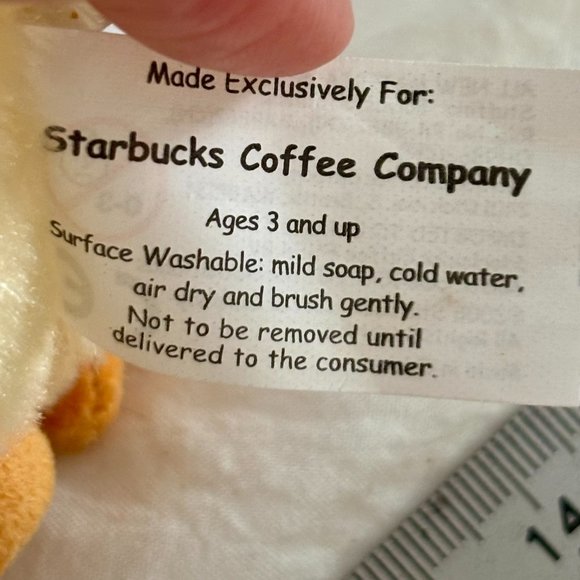 Made Exclusively For:
Starbucks Coffee Company
Ages 3 and up
Surface Washable: mild soap, cold water,
air dry and brush gently.
Not to be removed until
delivered to the consumer.
14